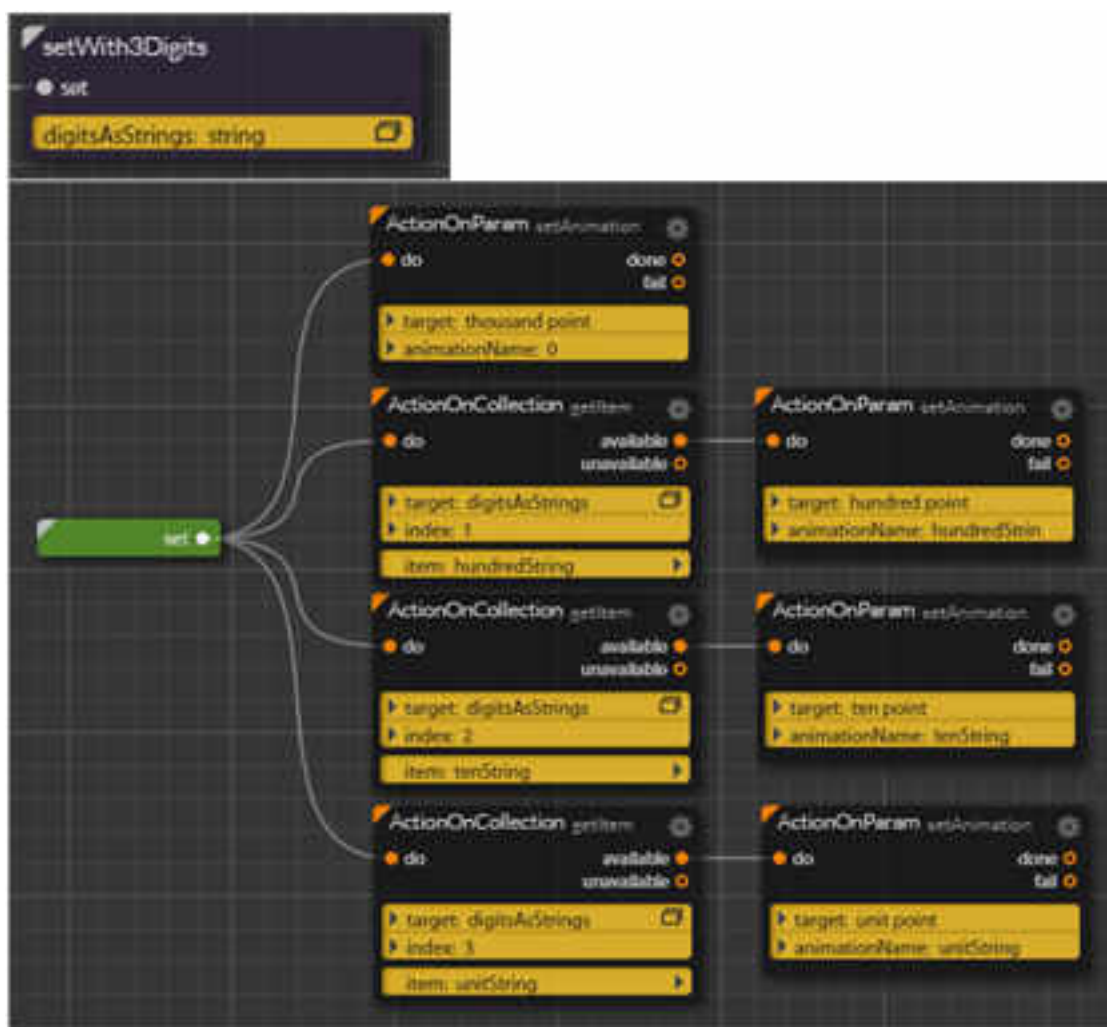 setWith3Digits
set
digitsAsStrings: string
ActionOnParam setAnimation
do done
fail
target: thousand point
animationName: 0
ActionOnCollection getItem
do available
unavailable
target: digitsAsStrings
index: 1
item: hundredString
ActionOnParam setAnimation
do done
fail
target: hundred point
animationName: hundredStrin
set
ActionOnCollection getItem
do available
unavailable
target: digitsAsStrings
index: 2
item: tenString
ActionOnParam setAnimation
do done
fail
target: ten point
animationName: tenString
ActionOnCollection getItem
do available
unavailable
target: digitsAsStrings
index: 3
item: unitString
ActionOnParam setAnimation
do done
fail
target: unit point
animationName: unitString